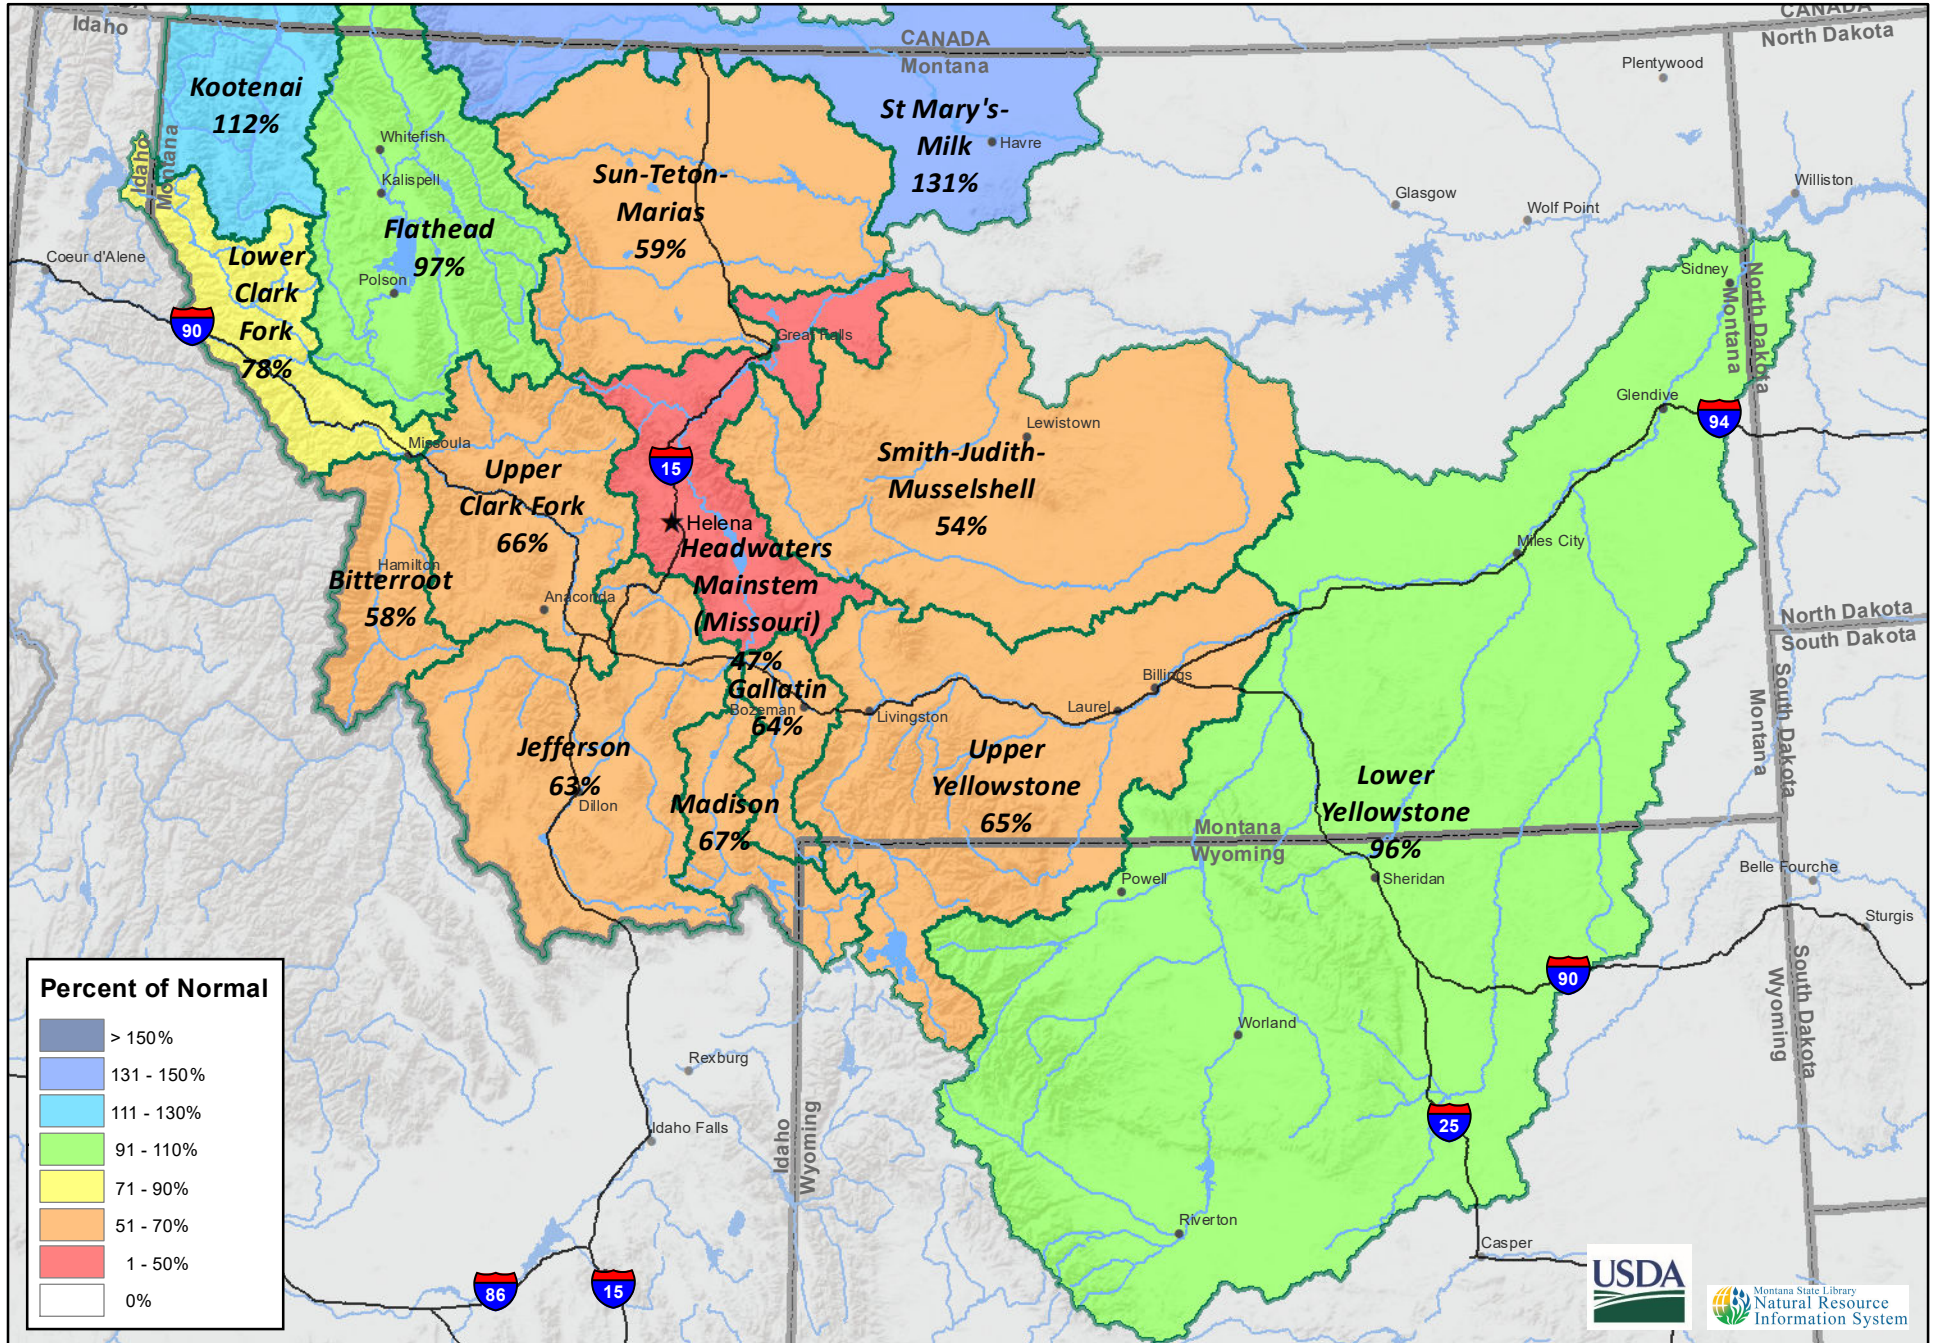 CANADA
Idaho
CANADA
Montana
CANADA
North Dakota
Kootenai
112%
Whitefish
Kalispell
Flathead
97%
Polson
Idaho
Montana
Lower
Clark
Fork
78%
Coeur d'Alene
90
Sun-Teton-
Marias
59%
St Mary's-
Milk
131%
Havre
Plentywood
Glasgow
Wolf Point
Williston
Sidney
Montana
North Dakota
Glendive
94
Great Falls
Lewistown
Smith-Judith-
Musselshell
54%
Missoula
Upper
Clark Fork
66%
15
Helena
Headwaters
Mainstem
(Missouri)
47%
Hamilton
Bitterroot
58%
Anaconda
Miles City
North Dakota
South Dakota
Gallatin
Bozeman
64%
Livingston
Laurel
Billings
Jefferson
63%
Dillon
Madison
67%
Upper
Yellowstone
65%
Lower
Yellowstone
96%
Montana
South Dakota
Montana
Wyoming
Powell
Sheridan
Belle Fourche
Sturgis
90
Wyoming
South Dakota
Worland
Rexburg
Idaho Falls
Idaho
Wyoming
25
Riverton
Casper
86
15
Percent of Normal
> 150%
131 - 150%
111 - 130%
91 - 110%
71 - 90%
51 - 70%
1 - 50%
0%
USDA
Montana State Library
Natural Resource
Information System